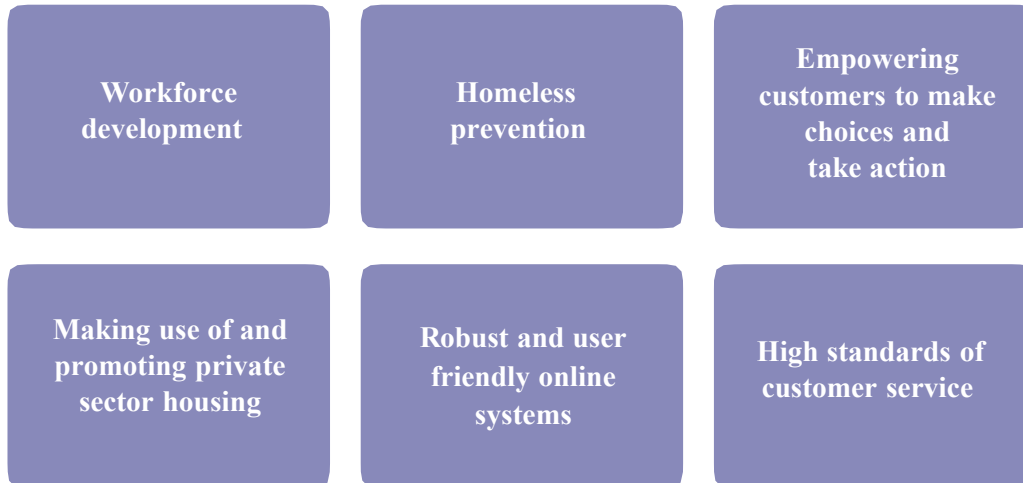 Workforce
development
Homeless
prevention
Empowering
customers to make
choices and
take action
Making use of and
promoting private
sector housing
Robust and user
friendly online
systems
High standards of
customer service